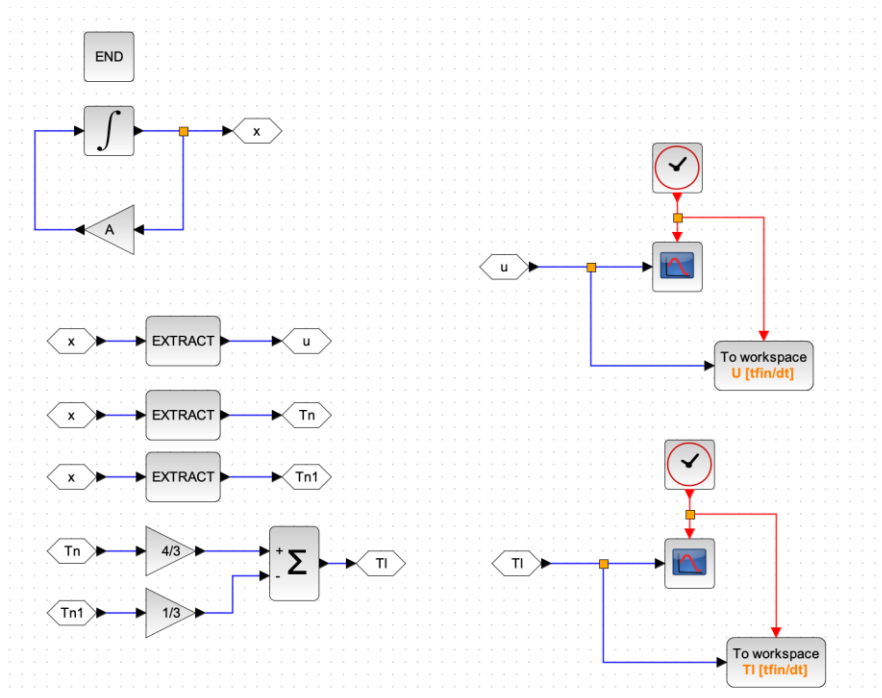 END
∫
x
A
u
x
EXTRACT
u
To workspace
U [tfin/dt]
x
EXTRACT
Tn
x
EXTRACT
Tn1
Tn
4/3
+
-
Σ
Tl
Tn1
1/3
Tl
To workspace
Tl [tfin/dt]